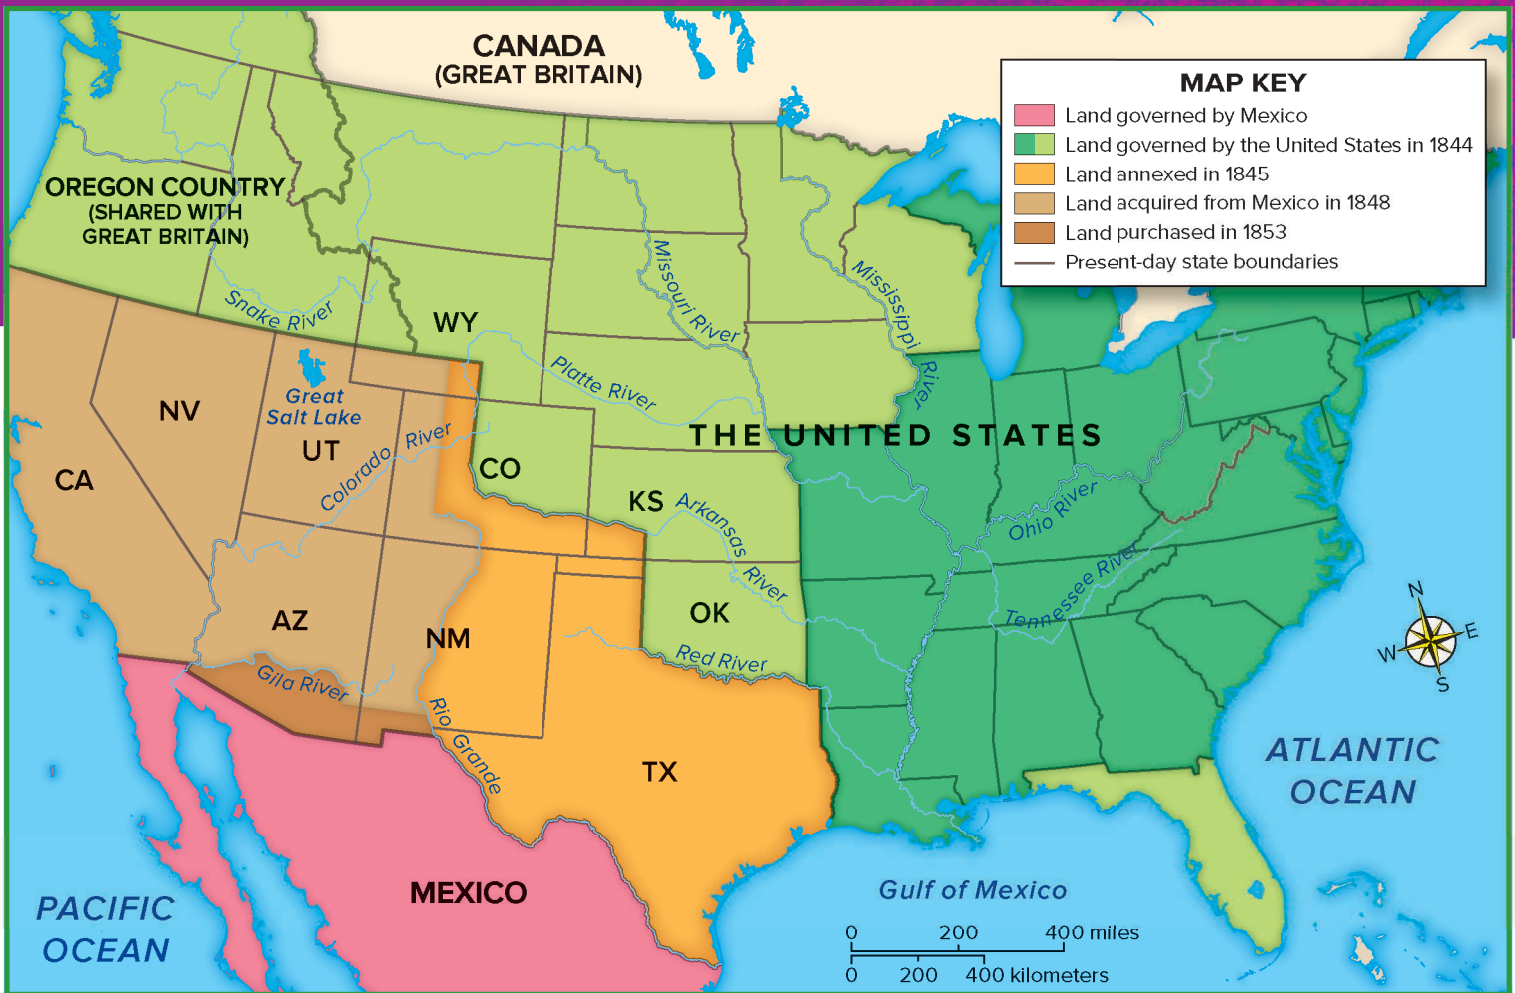 CANADA
(GREAT BRITAIN)
MAP KEY
Land governed by Mexico
Land governed by the United States in 1844
Land annexed in 1845
Land acquired from Mexico in 1848
Land purchased in 1853
Present-day state boundaries
OREGON COUNTRY
(SHARED WITH
GREAT BRITAIN)
Snake River
Missouri River
Mississippi
River
WY
Platte River
Great
Salt Lake
NV
UT
Colorado River
CA
CO
THE UNITED STATES
KS
Arkansas
River
Ohio River
Tennessee River
AZ
NM
OK
Red River
Gila River
Rio Grande
TX
MEXICO
N
E
W
S
ATLANTIC
OCEAN
PACIFIC
OCEAN
Gulf of Mexico
0 200 400 miles
0 200 400 kilometers